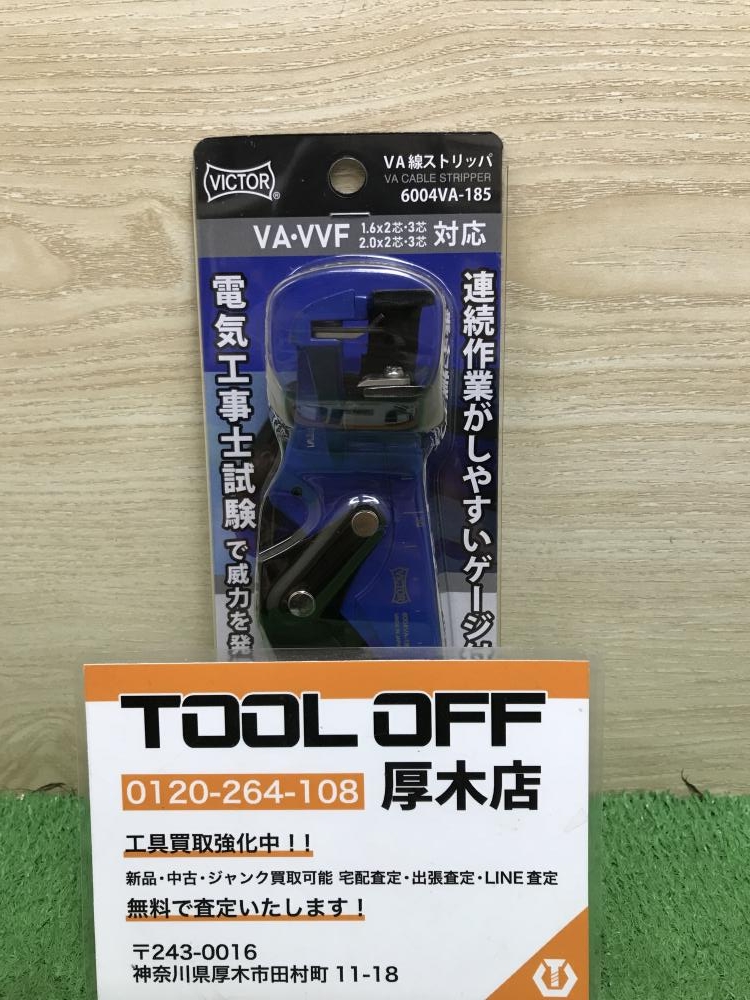 VICTOR®
VA線ストリッパ
VA CABLE STRIPPER
6004VA-185
VA・VVF 1.6x2芯・3芯 2.0x2芯・3芯 対応
連続作業がしやすいゲージ
電気工事士試験で威力を発
VICTOR
TOOL OFF
0120-264-108 厚木店
工具買取強化中！！
新品・中古・ジャンク買取可能 宅配査定・出張査定・LINE査定
無料で査定いたします！
〒243-0016
神奈川県厚木市田村町 11-18